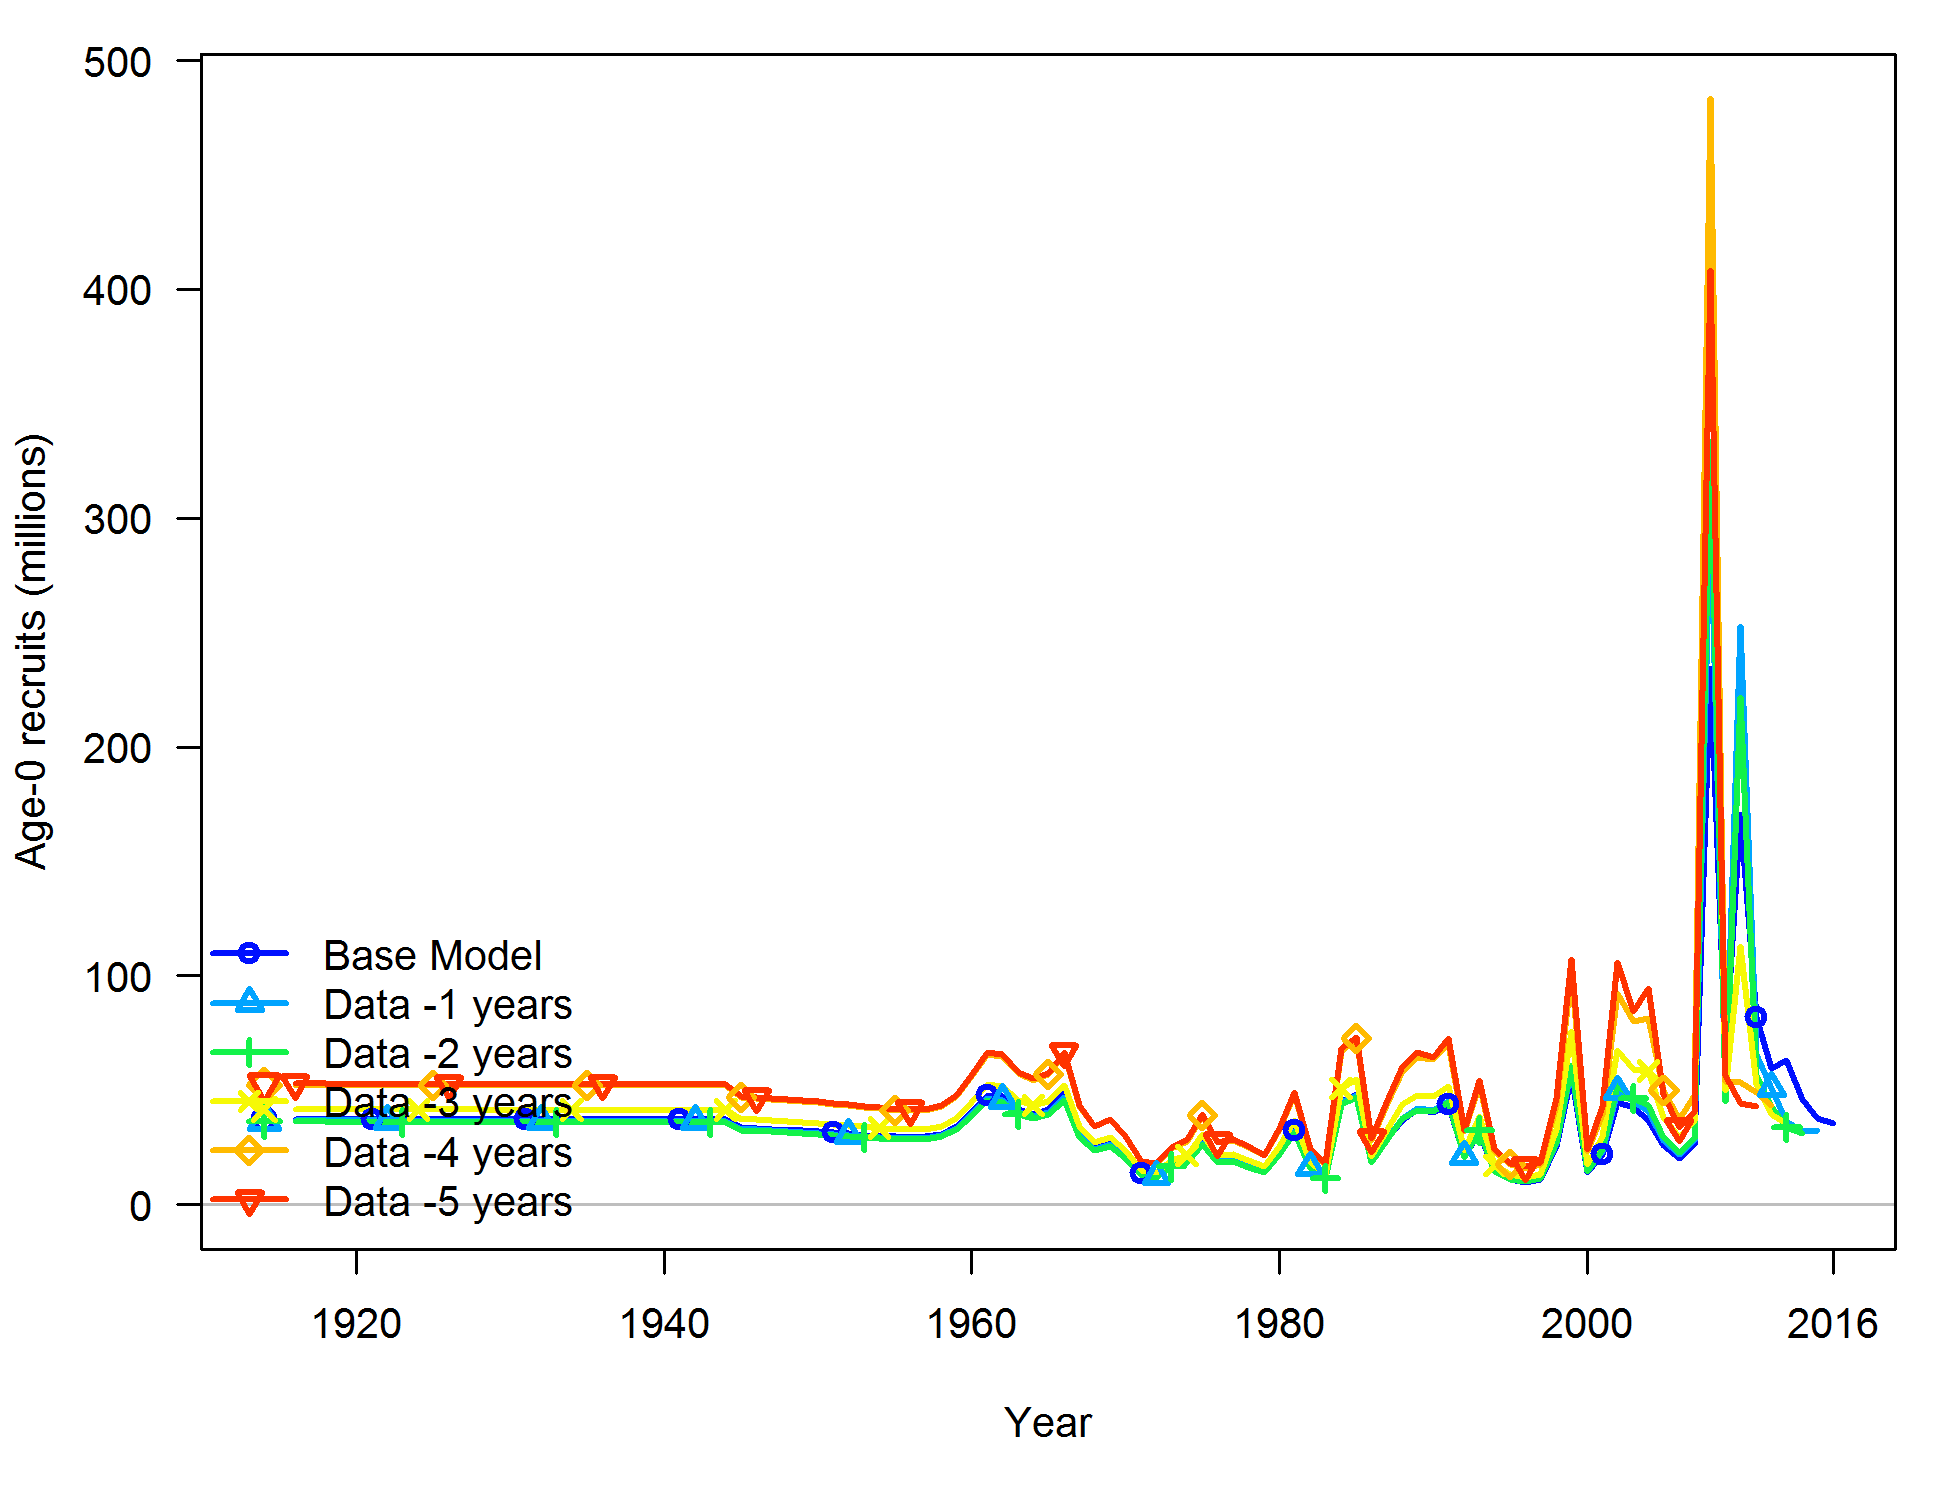 500
400
300
200
100
0
Age-0 recruits (millions)
Base Model
Data -1 years
Data -2 years
Data -3 years
Data -4 years
Data -5 years
1920 1940 1960 1980 2000 2016
Year